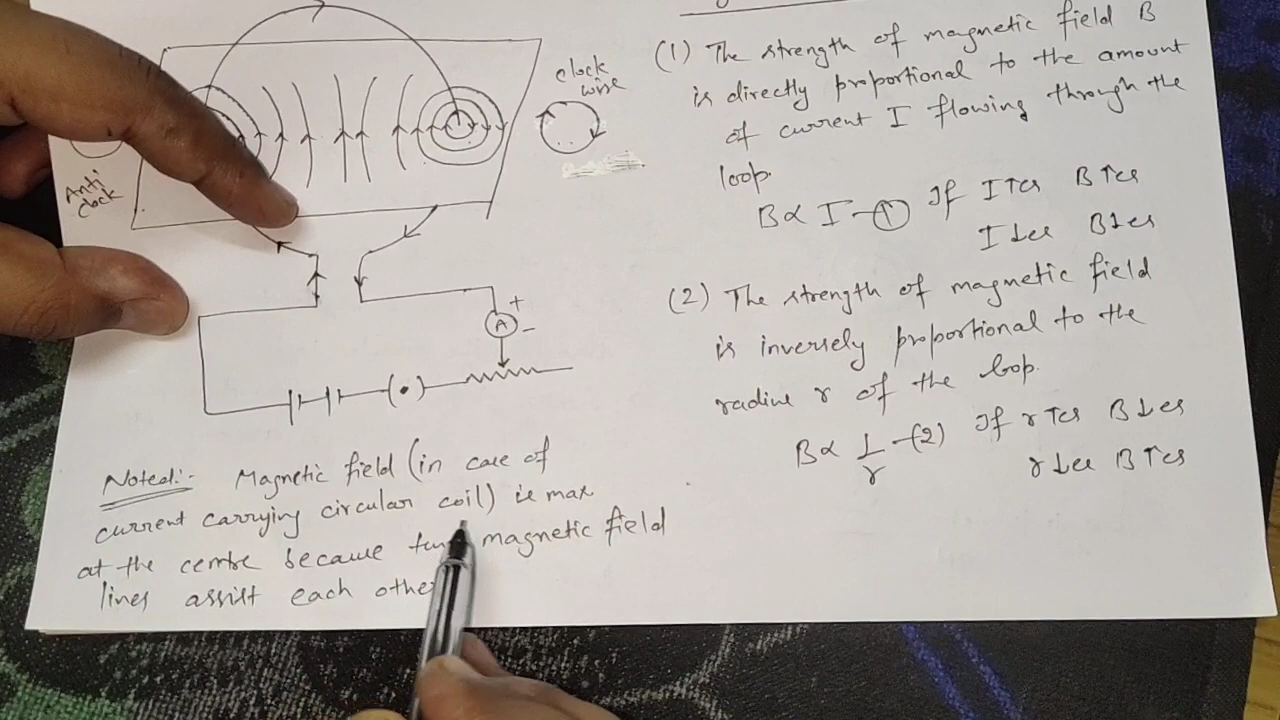 Anti
clock
clock
wise
A
+
-
Noted:- Magnetic field (in case of
current carrying circular coil) is max
at the centre because magnetic field
lines assist each other
(1) The strength of magnetic field B
is directly proportional to the amount
of current I flowing through the
loop.
B∝ I-① If I↑es B↑es
I↓es B↓es
(2) The strength of magnetic field
is inversely proportional to the
radius r of the loop.
B∝ 1/r -(2) If r↑es B↓es
r↓es B↑es